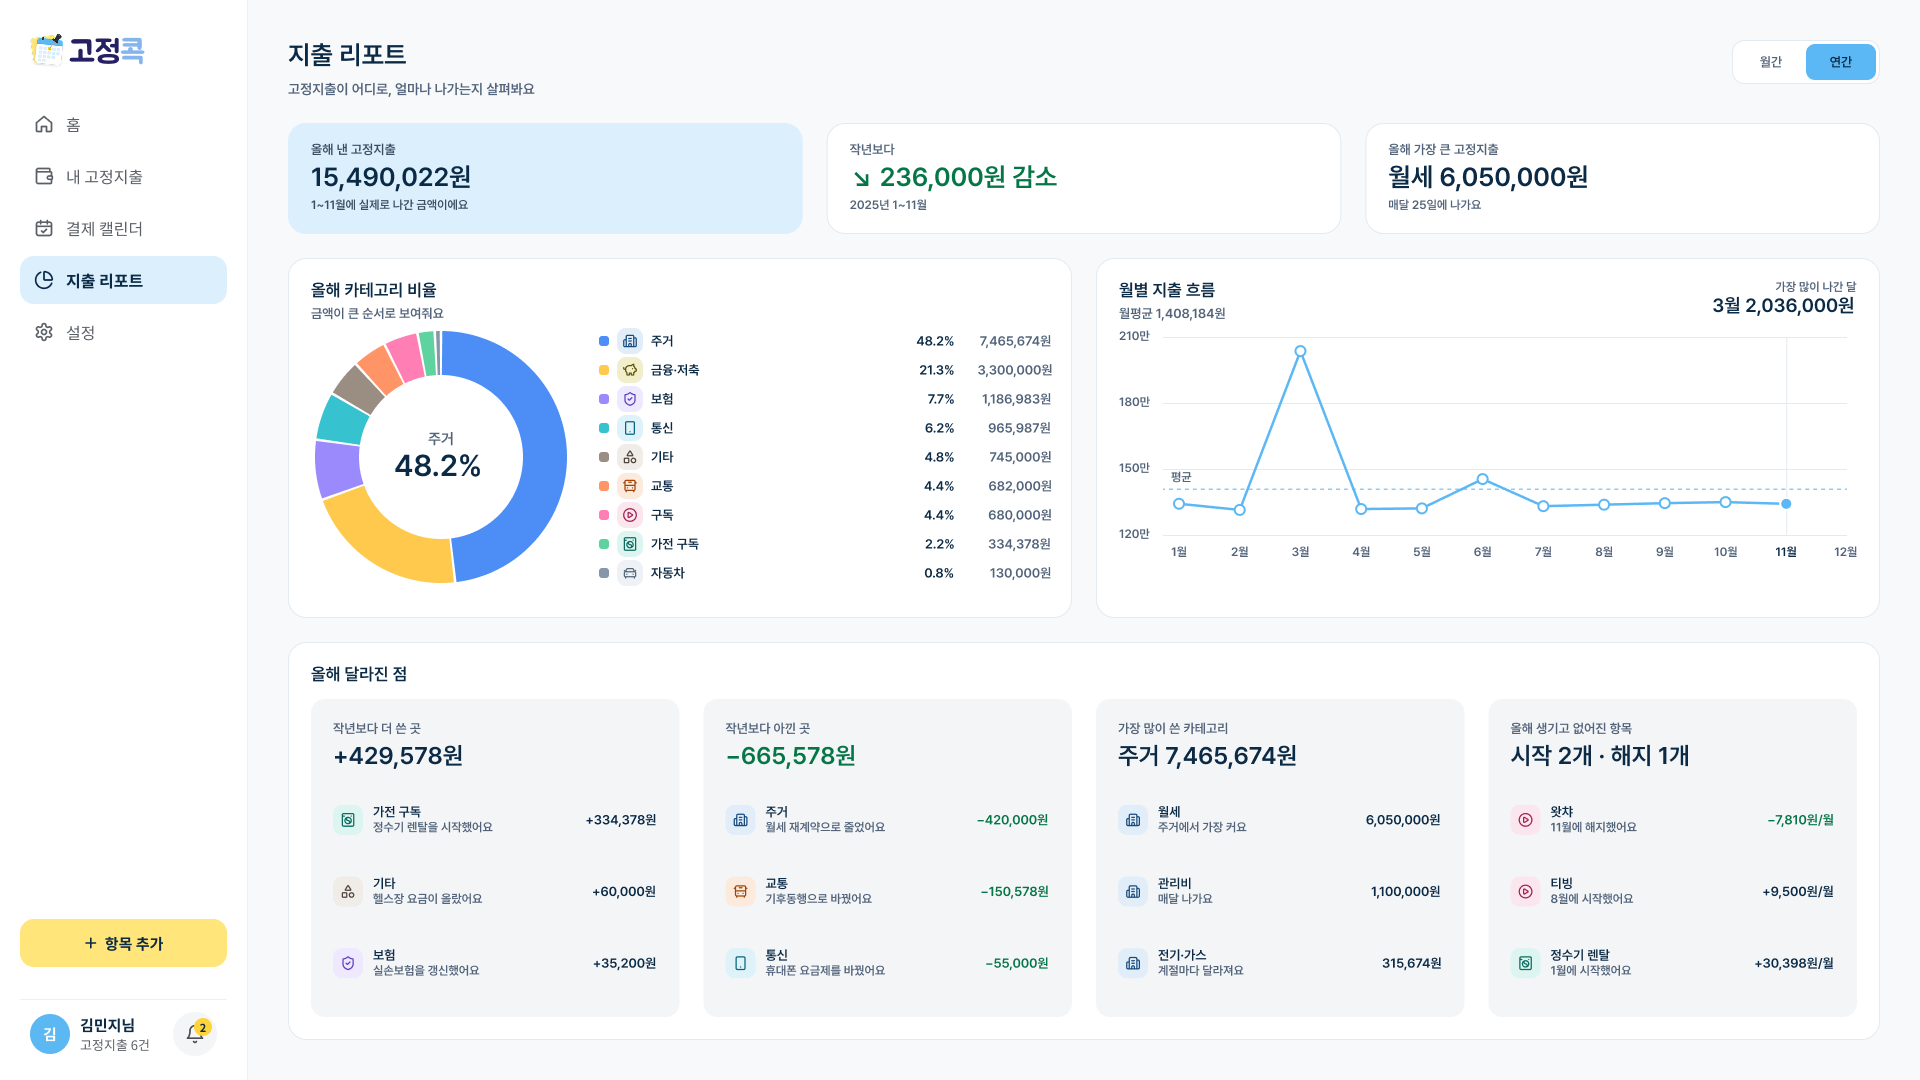 고정콕
홈
내 고정지출
결제 캘린더
지출 리포트
설정
+ 항목 추가
김
김민지님
고정지출 6건
2
지출 리포트
고정지출이 어디로, 얼마나 나가는지 살펴봐요
월간
연간
올해 낸 고정지출
15,490,022원
1~11월에 실제로 나간 금액이에요
작년보다
↘ 236,000원 감소
2025년 1~11월
올해 가장 큰 고정지출
월세 6,050,000원
매달 25일에 나가요
올해 카테고리 비율
금액이 큰 순서로 보여줘요
주거
48.2%
주거 48.2% 7,465,674원
금융·저축 21.3% 3,300,000원
보험 7.7% 1,186,983원
통신 6.2% 965,987원
기타 4.8% 745,000원
교통 4.4% 682,000원
구독 4.4% 680,000원
가전 구독 2.2% 334,378원
자동차 0.8% 130,000원
월별 지출 흐름
월평균 1,408,184원
가장 많이 나간 달
3월 2,036,000원
210만
180만
150만
120만
평균
1월 2월 3월 4월 5월 6월 7월 8월 9월 10월 11월 12월
올해 달라진 점
작년보다 더 쓴 곳
+429,578원
가전 구독
정수기 렌탈을 시작했어요
+334,378원
기타
헬스장 요금이 올랐어요
+60,000원
보험
실손보험을 갱신했어요
+35,200원
작년보다 아낀 곳
−665,578원
주거
월세 재계약으로 줄었어요
−420,000원
교통
기후동행으로 바꿨어요
−150,578원
통신
휴대폰 요금제를 바꿨어요
−55,000원
가장 많이 쓴 카테고리
주거 7,465,674원
월세
주거에서 가장 커요
6,050,000원
관리비
매달 나가요
1,100,000원
전기·가스
계절마다 달라져요
315,674원
올해 생기고 없어진 항목
시작 2개 · 해지 1개
왓챠
11월에 해지했어요
−7,810원/월
티빙
8월에 시작했어요
+9,500원/월
정수기 렌탈
1월에 시작했어요
+30,398원/월